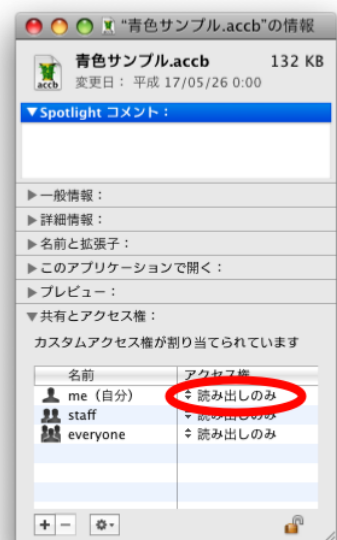 “青色サンプル.accb”の情報
青色サンプル.accb 132 KB
accb 変更日： 平成 17/05/26 0:00
▼Spotlight コメント：
▶一般情報：
▶詳細情報：
▶名前と拡張子：
▶このアプリケーションで開く：
▶プレビュー：
▼共有とアクセス権：
カスタムアクセス権が割り当てられています
名前 アクセス権
me（自分） 読み出しのみ
staff 読み出しのみ
everyone 読み出しのみ